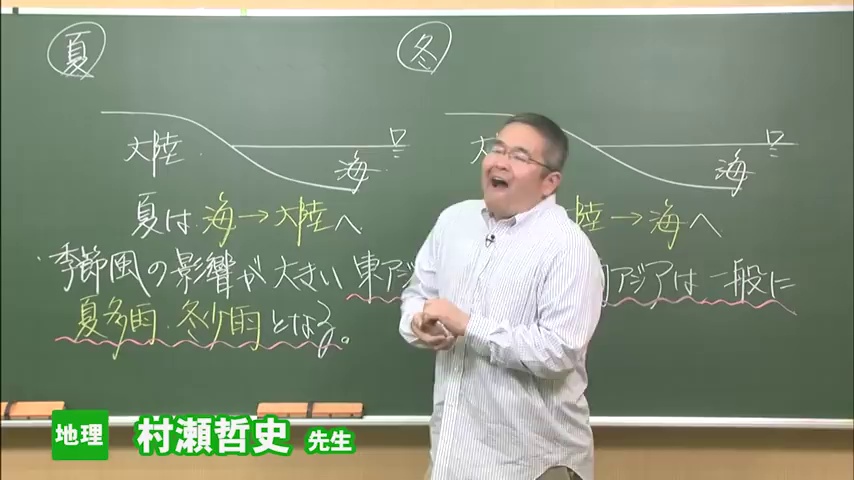 夏
冬
大陸
海
大
海
夏は 海→大陸へ
陸→海へ
季節風の影響が大きい 東アジ
アジアは一般に
夏多雨・冬少雨となる。
地理 村瀬哲史 先生